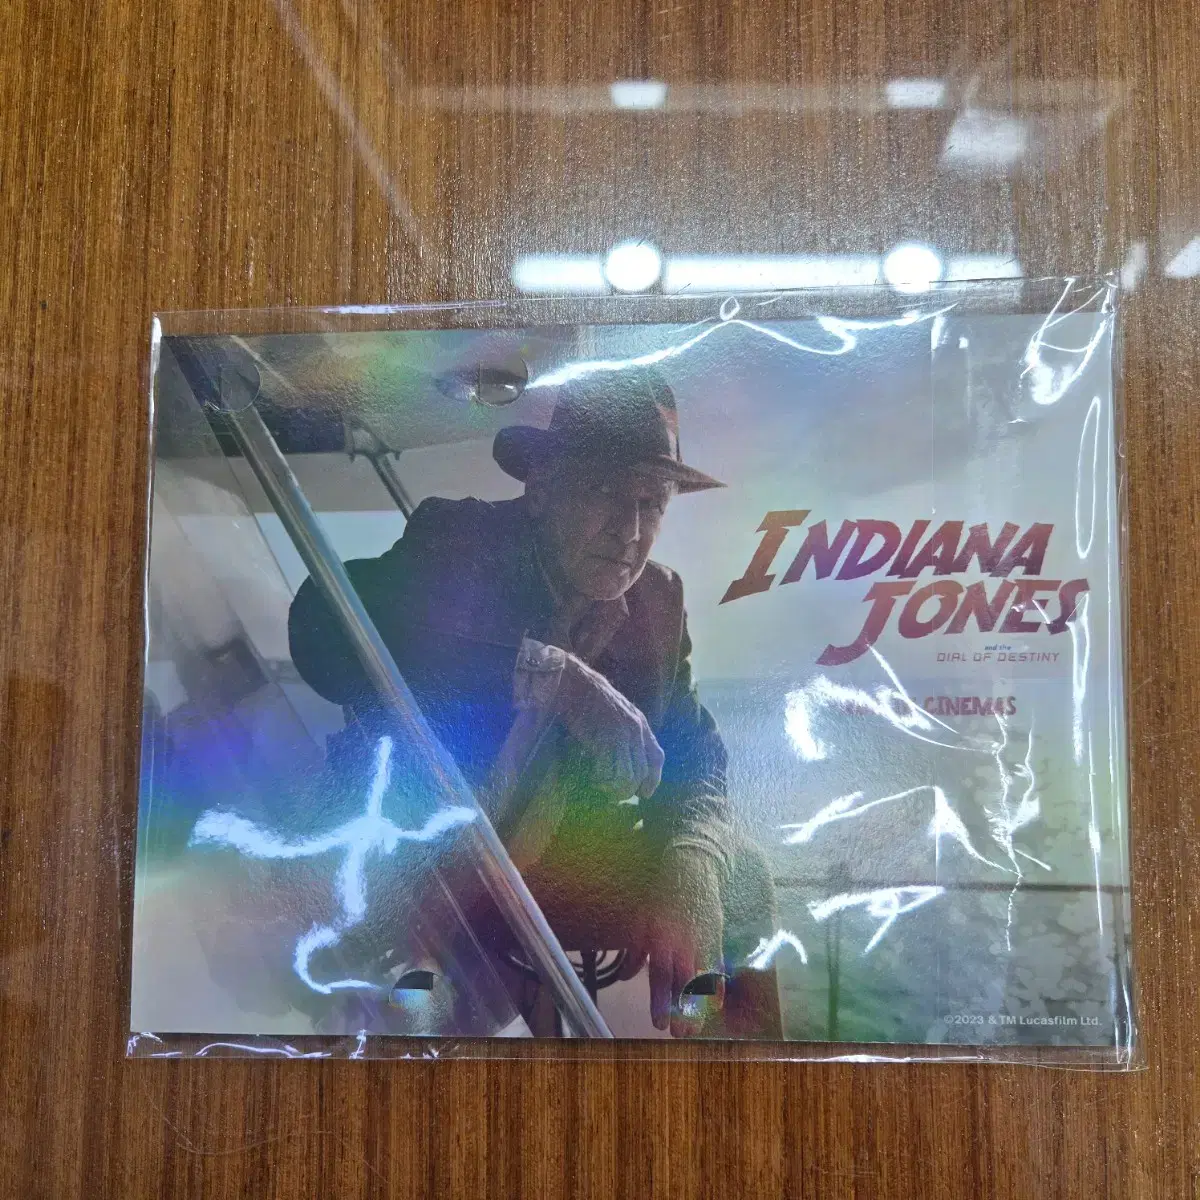 INDIANA
JONES
and the
DIAL OF DESTINY
CINEMAS
©2023 & TM Lucasfilm Ltd.